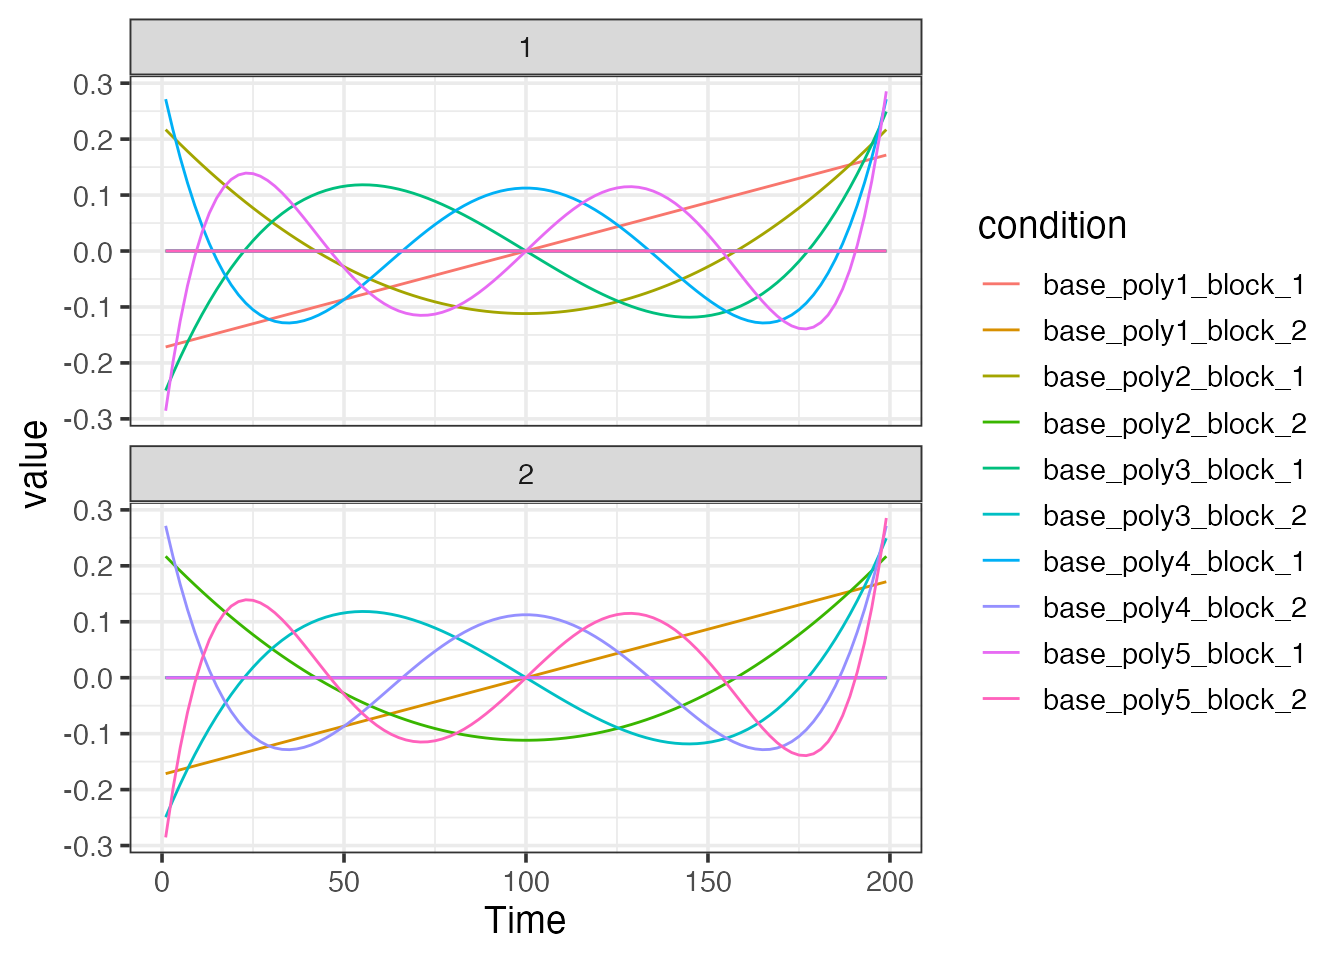 1
0.3
0.2
0.1
0.0
-0.1
-0.2
-0.3
value
2
0.3
0.2
0.1
0.0
-0.1
-0.2
-0.3
0 50 100 150 200
Time
condition
base_poly1_block_1
base_poly1_block_2
base_poly2_block_1
base_poly2_block_2
base_poly3_block_1
base_poly3_block_2
base_poly4_block_1
base_poly4_block_2
base_poly5_block_1
base_poly5_block_2